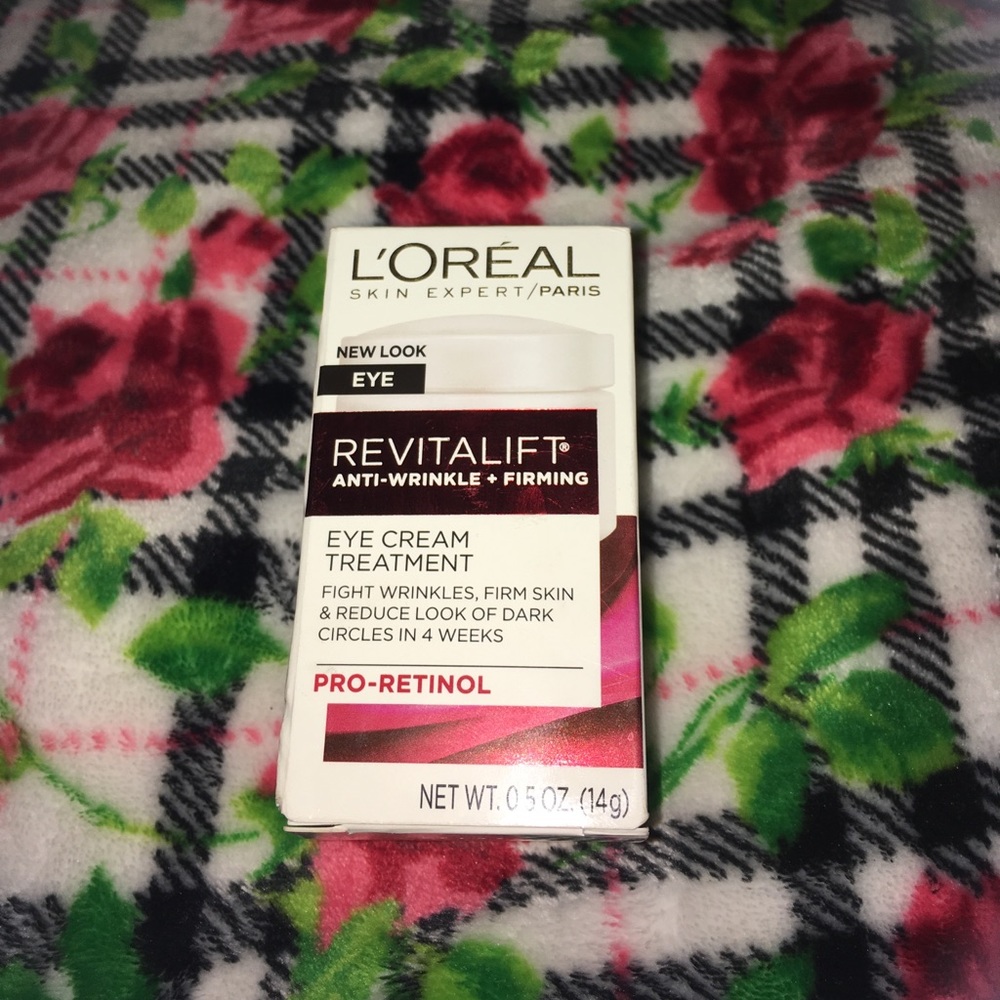 L'ORÉAL
SKIN EXPERT/PARIS
NEW LOOK
EYE
REVITALIFT®
ANTI-WRINKLE + FIRMING
EYE CREAM
TREATMENT
FIGHT WRINKLES, FIRM SKIN
& REDUCE LOOK OF DARK
CIRCLES IN 4 WEEKS
PRO-RETINOL
NET WT. 0.5 OZ. (14g)